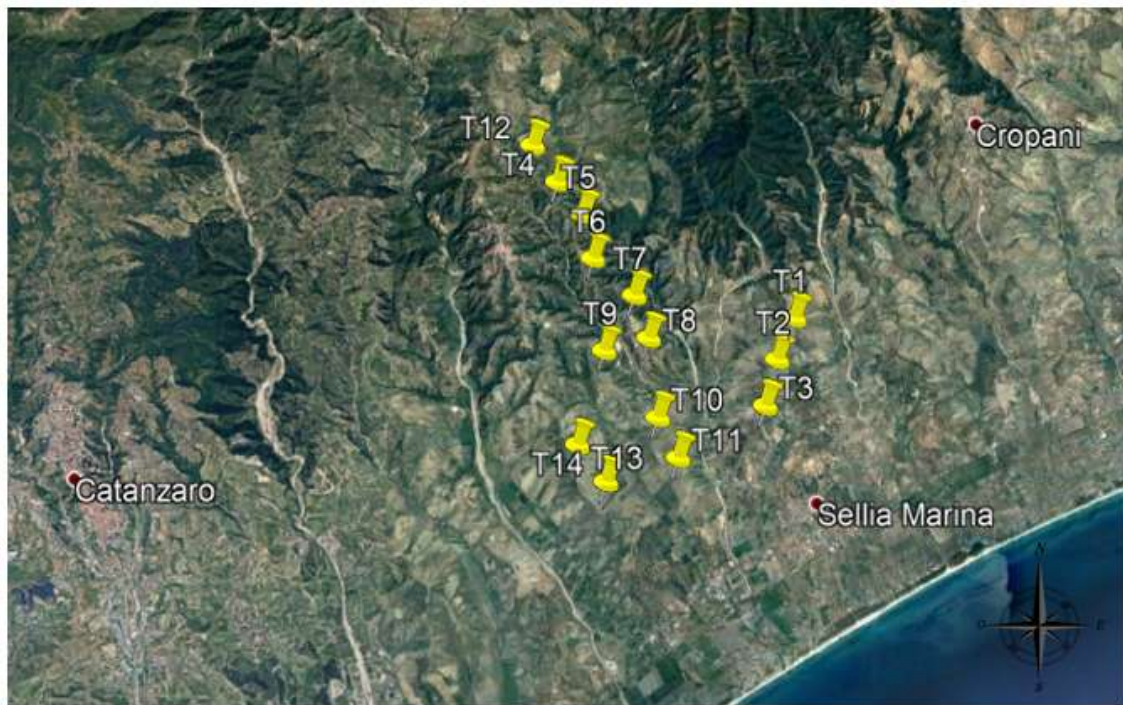 T12
Cropani
T4
T5
T6
T7
T1
T9
T8
T2
T3
T10
T11
T14
T13
Catanzaro
Sellia Marina
N
O
E
S